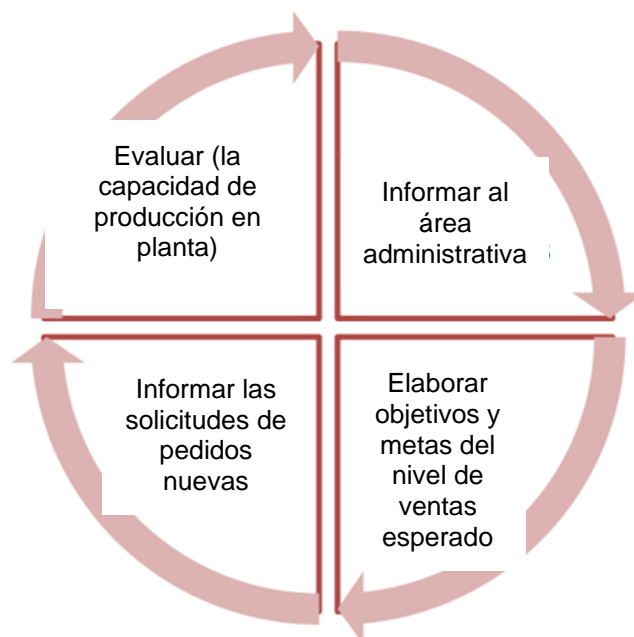 Evaluar (la
capacidad de
producción en
planta)
Informar al
área
administrativa
Informar las
solicitudes de
pedidos
nuevas
Elaborar
objetivos y
metas del
nivel de
ventas
esperado